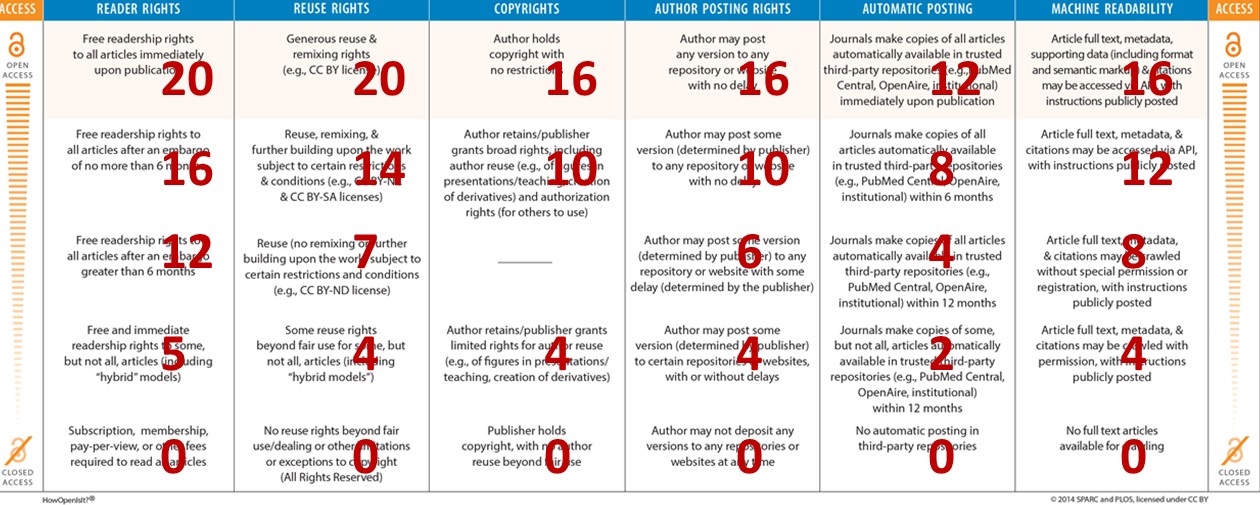 ACCESS
READER RIGHTS
REUSE RIGHTS
COPYRIGHTS
AUTHOR POSTING RIGHTS
AUTOMATIC POSTING
MACHINE READABILITY
ACCESS
OPEN
ACCESS
Free readership rights
to all articles immediately
upon publication
20
Generous reuse &
remixing rights
(e.g., CC BY license)
20
Author holds
copyright with
no restrictions
16
Author may post
any version to any
repository or website
with no delay
16
Journals make copies of all articles
automatically available in trusted
third-party repositories (e.g., PubMed
Central, OpenAire, institutional)
immediately upon publication
12
Article full text, metadata,
supporting data (including format
and semantic markup) & citations
may be accessed via API, with
instructions publicly posted
16
OPEN
ACCESS
Free readership rights to
all articles after an embargo
of no more than 6 months
16
Reuse, remixing, &
further building upon the work
subject to certain restrictions
& conditions (e.g., CC BY-NC
& CC BY-SA licenses)
14
Author retains/publisher
grants broad rights, including
author reuse (e.g., of figures in
presentations/teaching, creation
of derivatives) and authorization
rights (for others to use)
10
Author may post some
version (determined by publisher)
to any repository or website
with no delay
10
Journals make copies of all
articles automatically available
in trusted third-party repositories
(e.g., PubMed Central, OpenAire,
institutional) within 6 months
8
Article full text, metadata, &
citations may be accessed via API,
with instructions publicly posted
12
Free readership rights to
all articles after an embargo
greater than 6 months
12
Reuse (no remixing or further
building upon the work) subject to
certain restrictions and conditions
(e.g., CC BY-ND license)
7
Author may post some version
(determined by publisher) to any
repository or website with some
delay (determined by the publisher)
6
Journals make copies of all articles
automatically available in trusted
third-party repositories (e.g.,
PubMed Central, OpenAire,
institutional) within 12 months
4
Article full text, metadata,
& citations may be crawled
without special permission or
registration, with instructions
publicly posted
8
Free and immediate
readership rights to some,
but not all, articles (including
“hybrid” models)
5
Some reuse rights
beyond fair use for some, but
not all, articles (including
“hybrid models”)
4
Author retains/publisher grants
limited rights for author reuse
(e.g., of figures in presentations/
teaching, creation of derivatives)
4
Author may post some
version (determined by publisher)
to certain repositories or websites,
with or without delays
4
Journals make copies of some,
but not all, articles automatically
available in trusted third-party
repositories (e.g., PubMed Central,
OpenAire, institutional)
within 12 months
2
Article full text, metadata, &
citations may be crawled with
permission, with instructions
publicly posted
4
CLOSED
ACCESS
Subscription, membership,
pay-per-view, or other fees
required to read all articles
0
No reuse rights beyond fair
use/dealing or other limitations
or exceptions to copyright
(All Rights Reserved)
0
Publisher holds
copyright, with no author
reuse beyond fair use
0
Author may not deposit any
versions to any repositories or
websites at any time
0
No automatic posting in
third-party repositories
0
No full text articles
available for crawling
0
CLOSED
ACCESS
HowOpenIsIt?®
© 2014 SPARC and PLOS, licensed under CC BY